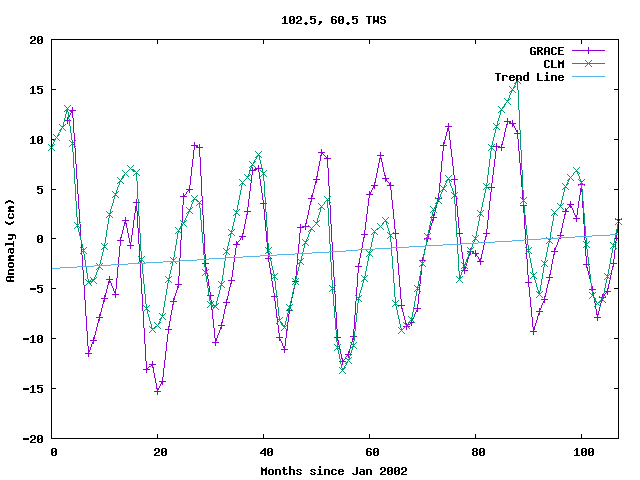 102.5, 60.5 TWS
GRACE
CLM
Trend Line
20
15
10
5
0
-5
-10
-15
-20
Anomaly (cm)
0 20 40 60 80 100
Months since Jan 2002